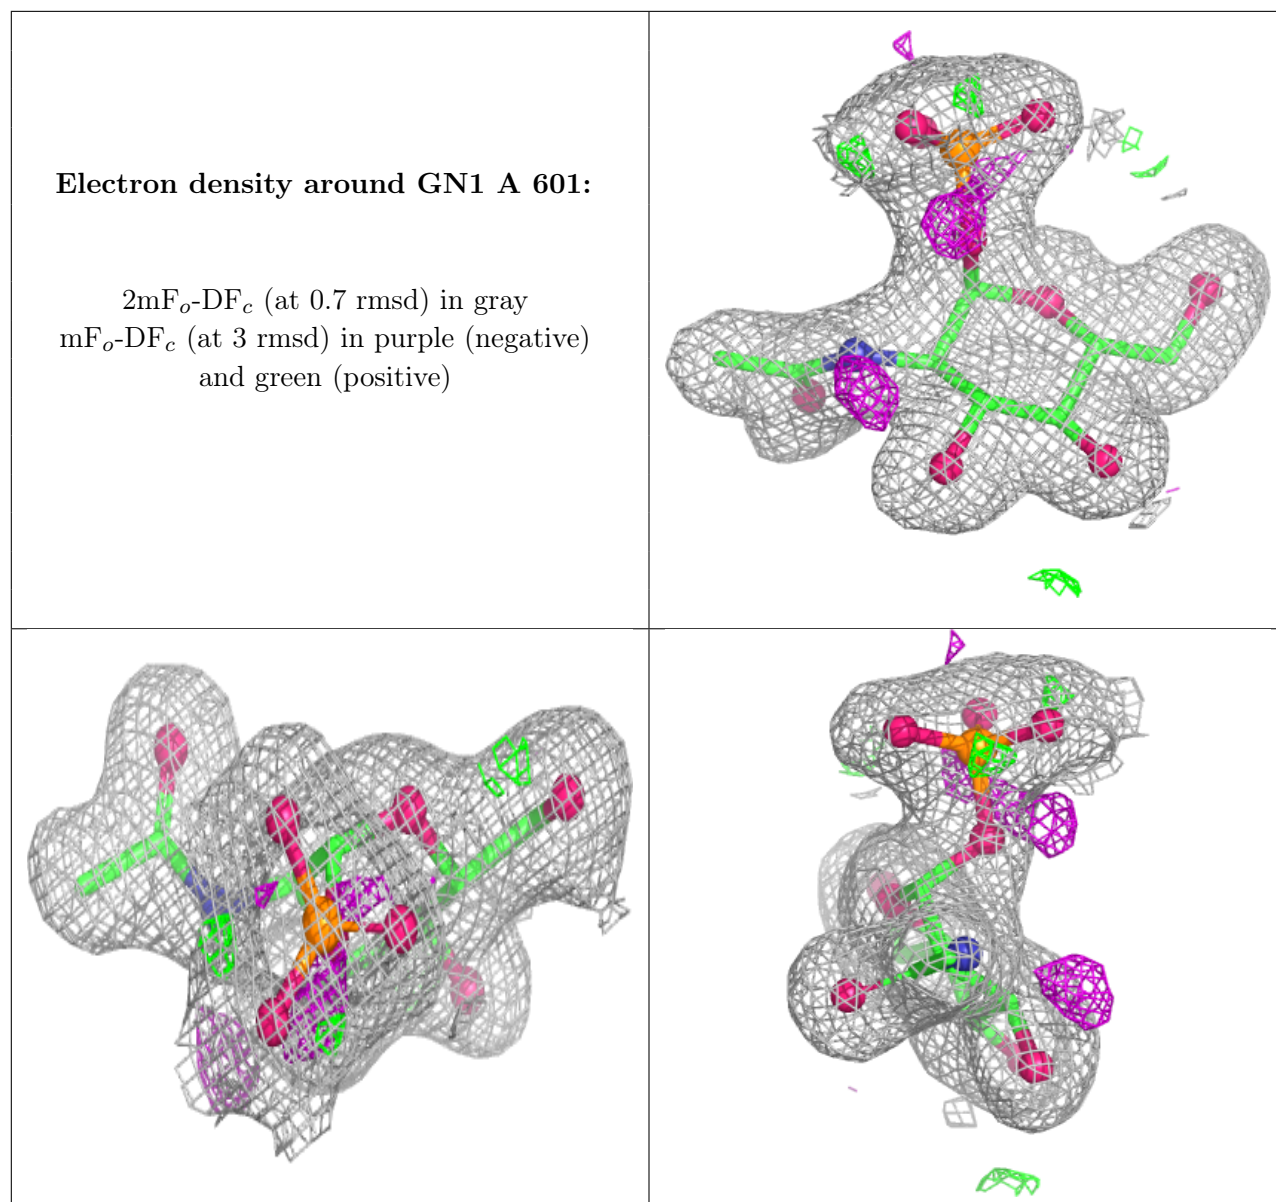 Electron density around GN1 A 601:
2mFo-DFc (at 0.7 rmsd) in gray
mFo-DFc (at 3 rmsd) in purple (negative)
and green (positive)